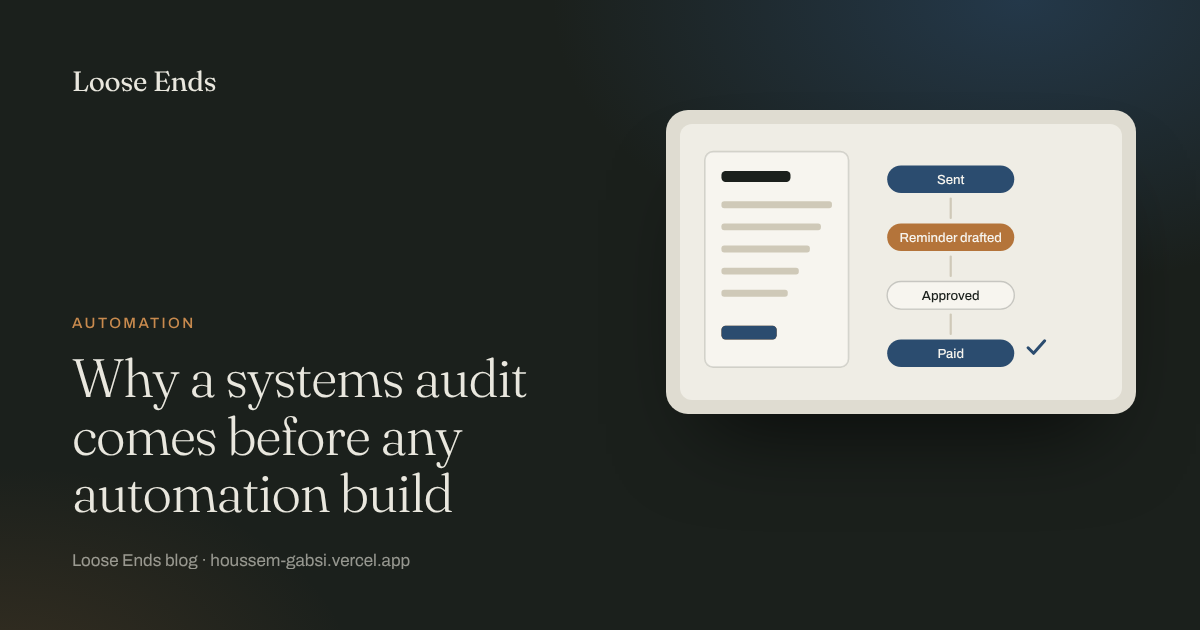 Loose Ends
AUTOMATION
Why a systems audit
comes before any
automation build
Loose Ends blog · houssem-gabsi.vercel.app
Sent
Reminder drafted
Approved
Paid